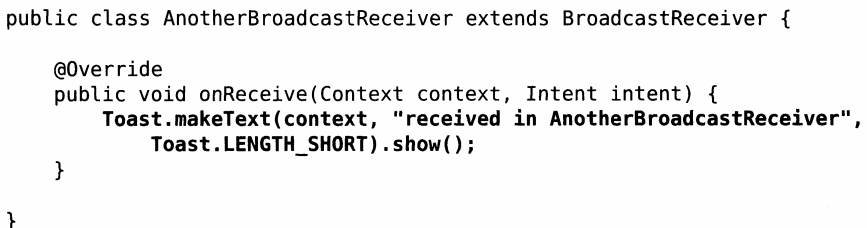 public class AnotherBroadcastReceiver extends BroadcastReceiver {
@Override
public void onReceive(Context context, Intent intent) {
Toast.makeText(context, "received in AnotherBroadcastReceiver",
Toast.LENGTH_SHORT).show();
}
}